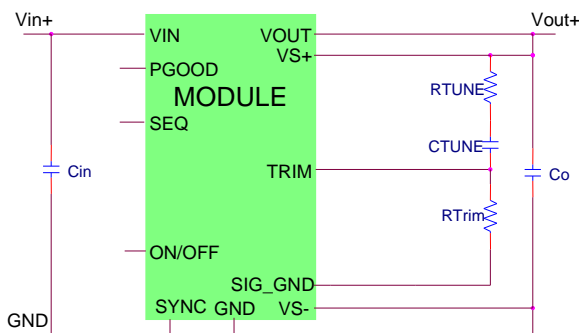 Vin+
VIN
VOUT
Vout+
VS+
PGOOD
RTUNE
MODULE
SEQ
CTUNE
TRIM
Cin
Co
RTrim
ON/OFF
SIG_GND
SYNC
GND
VS-
GND